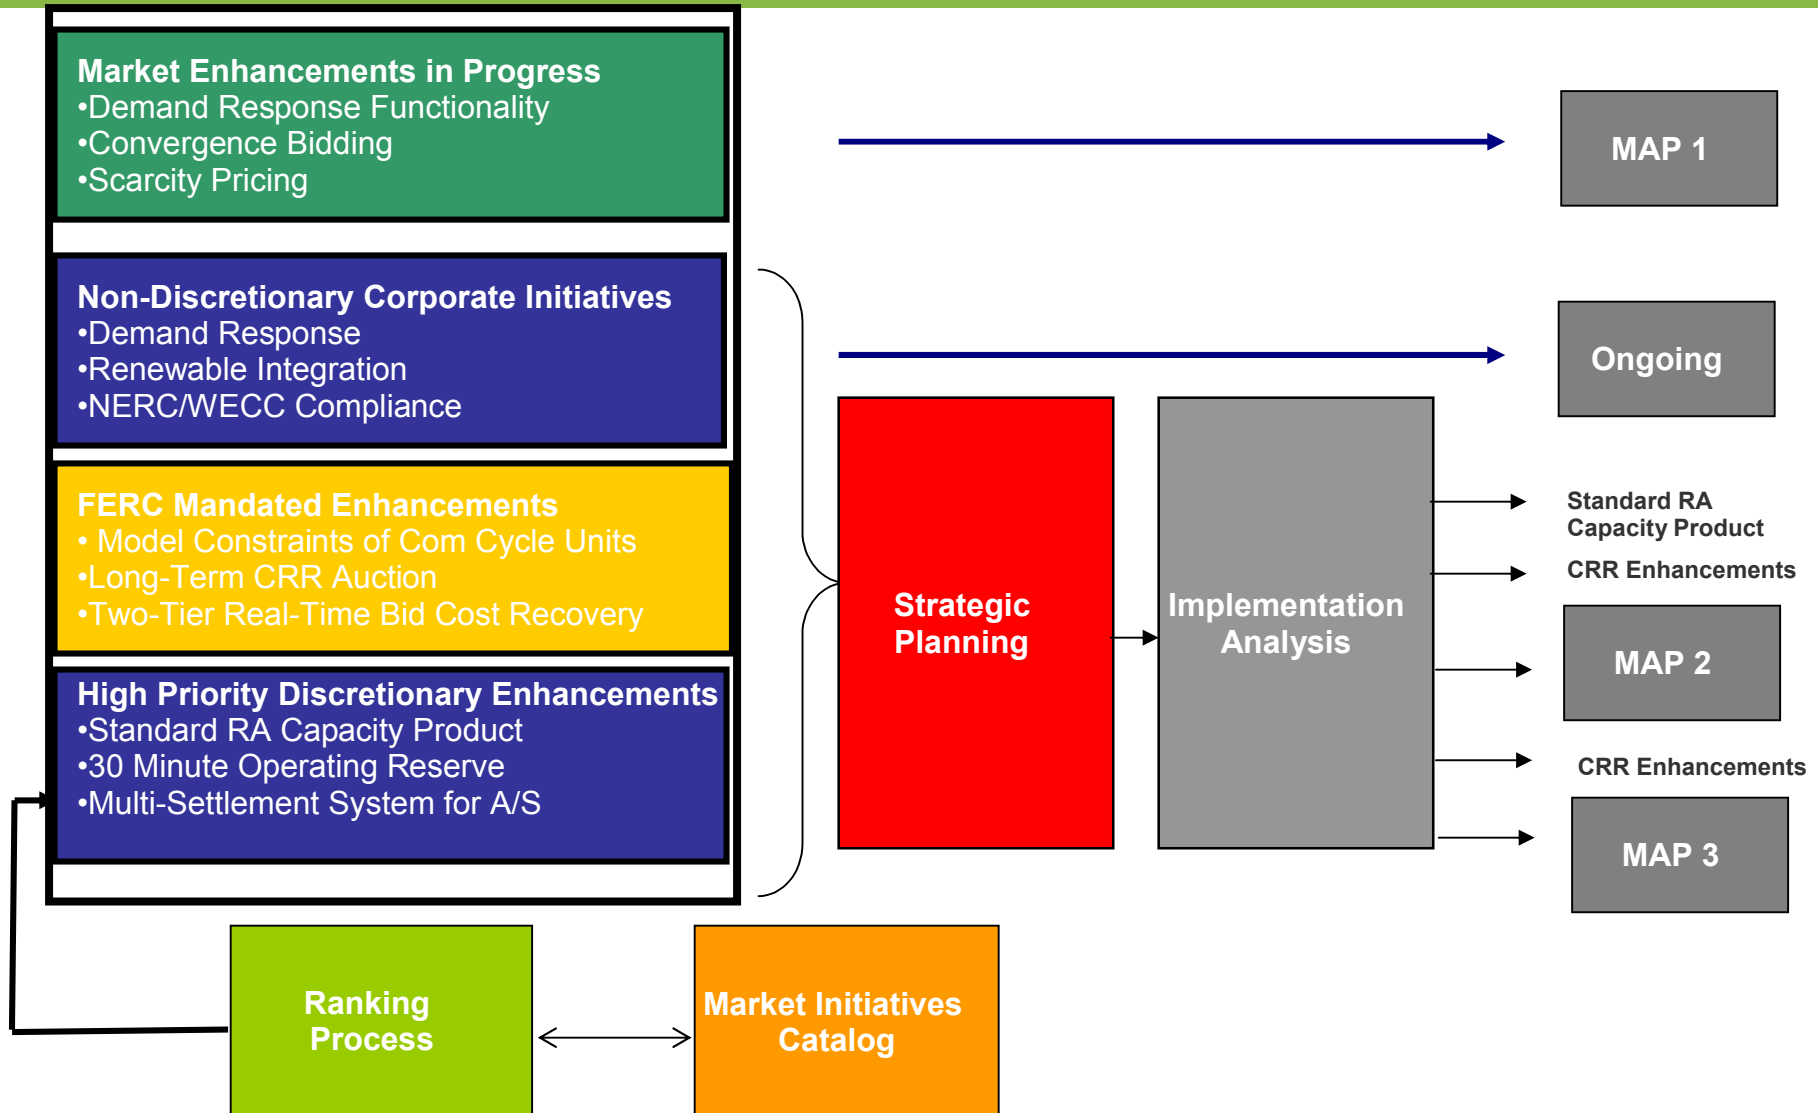 Market Enhancements in Progress
•Demand Response Functionality
•Convergence Bidding
•Scarcity Pricing
MAP 1
Non-Discretionary Corporate Initiatives
•Demand Response
•Renewable Integration
•NERC/WECC Compliance
Ongoing
FERC Mandated Enhancements
• Model Constraints of Com Cycle Units
•Long-Term CRR Auction
•Two-Tier Real-Time Bid Cost Recovery
High Priority Discretionary Enhancements
•Standard RA Capacity Product
•30 Minute Operating Reserve
•Multi-Settlement System for A/S
Strategic
Planning
Implementation
Analysis
Standard RA
Capacity Product
CRR Enhancements
MAP 2
CRR Enhancements
MAP 3
Ranking
Process
Market Initiatives
Catalog